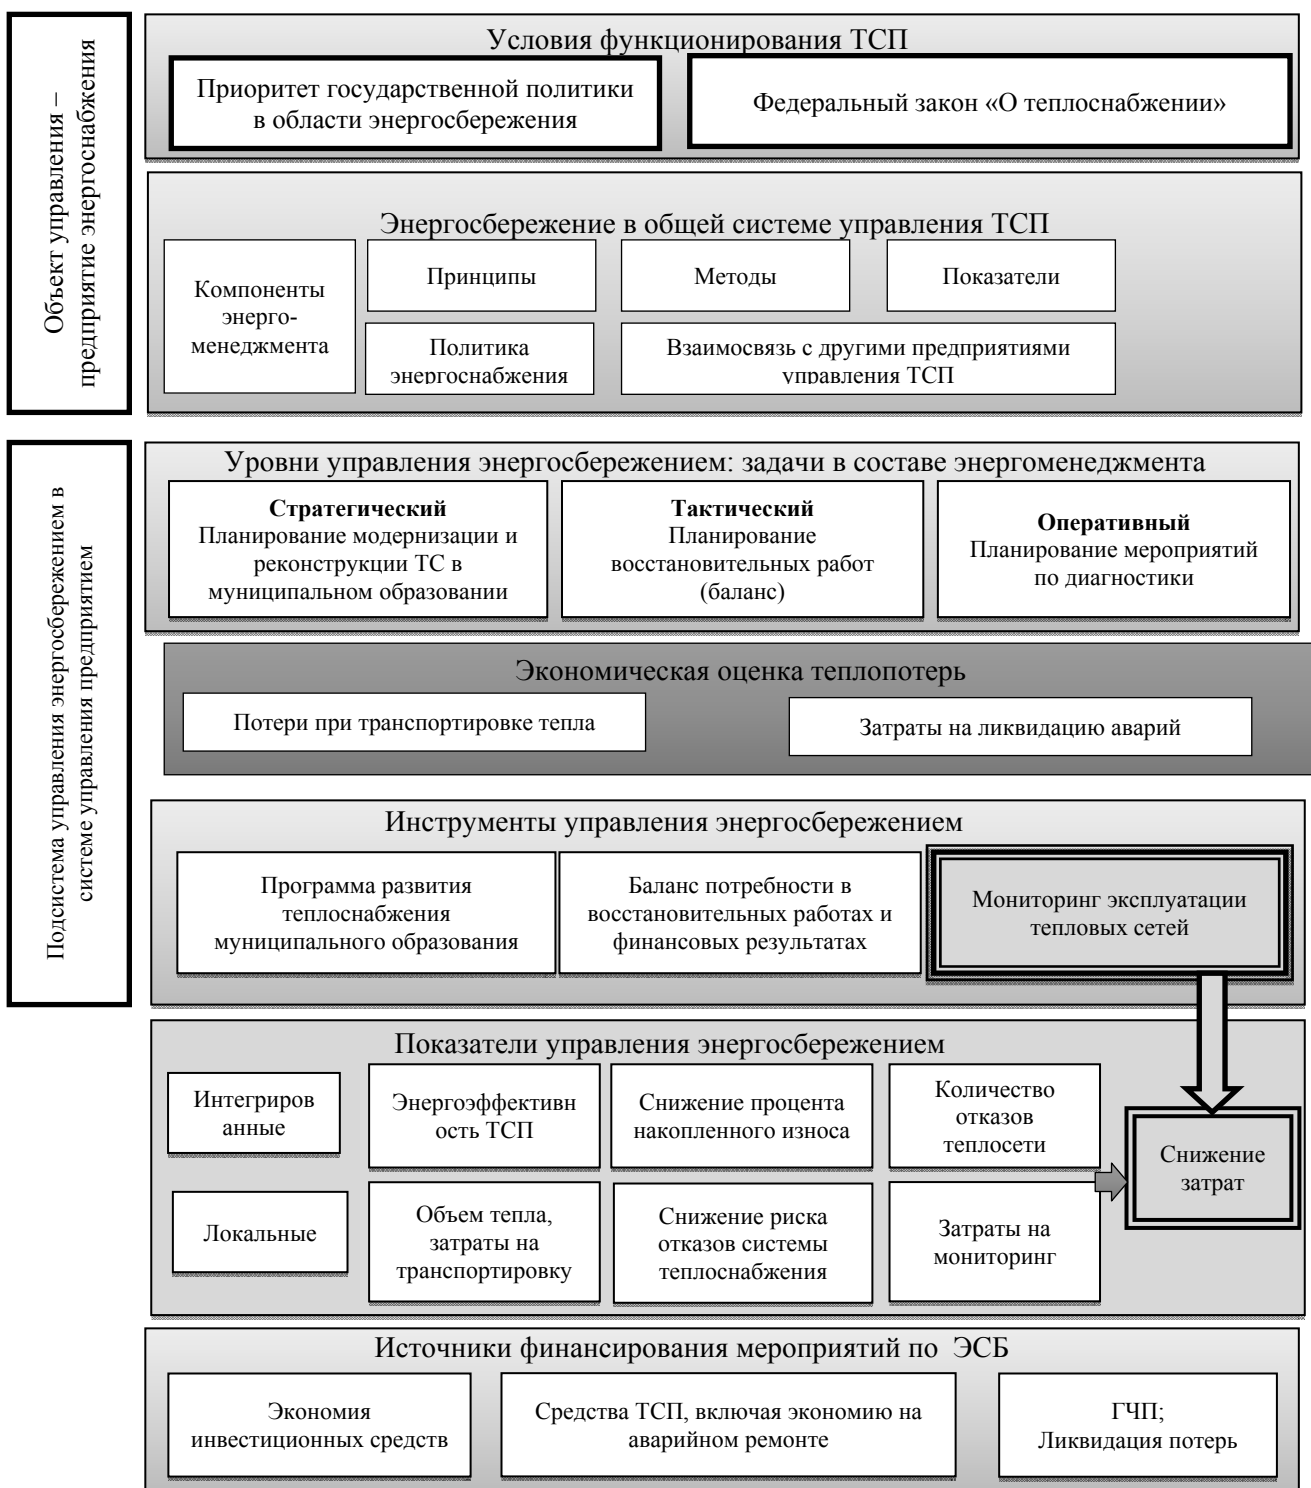 Объект управления –
предприятие энергоснабжения
Условия функционирования ТСП
Приоритет государственной политики
в области энергосбережения
Федеральный закон «О теплоснабжении»
Энергосбережение в общей системе управления ТСП
Компоненты
энерго-
менеджмента
Принципы
Методы
Показатели
Политика
энергоснабжения
Взаимосвязь с другими предприятиями
управления ТСП
Подсистема управления энергосбережением в
системе управления предприятием
Уровни управления энергосбережением: задачи в составе энергоменеджмента
Стратегический
Планирование модернизации и
реконструкции ТС в
муниципальном образовании
Тактический
Планирование
восстановительных работ
(баланс)
Оперативный
Планирование мероприятий
по диагностики
Экономическая оценка теплопотерь
Потери при транспортировке тепла
Затраты на ликвидацию аварий
Инструменты управления энергосбережением
Программа развития
теплоснабжения
муниципального образования
Баланс потребности в
восстановительных работах и
финансовых результатах
Мониторинг эксплуатации
тепловых сетей
Показатели управления энергосбережением
Интегриров
анные
Энергоэффективн
ость ТСП
Снижение процента
накопленного износа
Количество
отказов
теплосети
Снижение
затрат
Локальные
Объем тепла,
затраты на
транспортировку
Снижение риска
отказов системы
теплоснабжения
Затраты на
мониторинг
Источники финансирования мероприятий по ЭСБ
Экономия
инвестиционных средств
Средства ТСП, включая экономию на
аварийном ремонте
ГЧП;
Ликвидация потерь